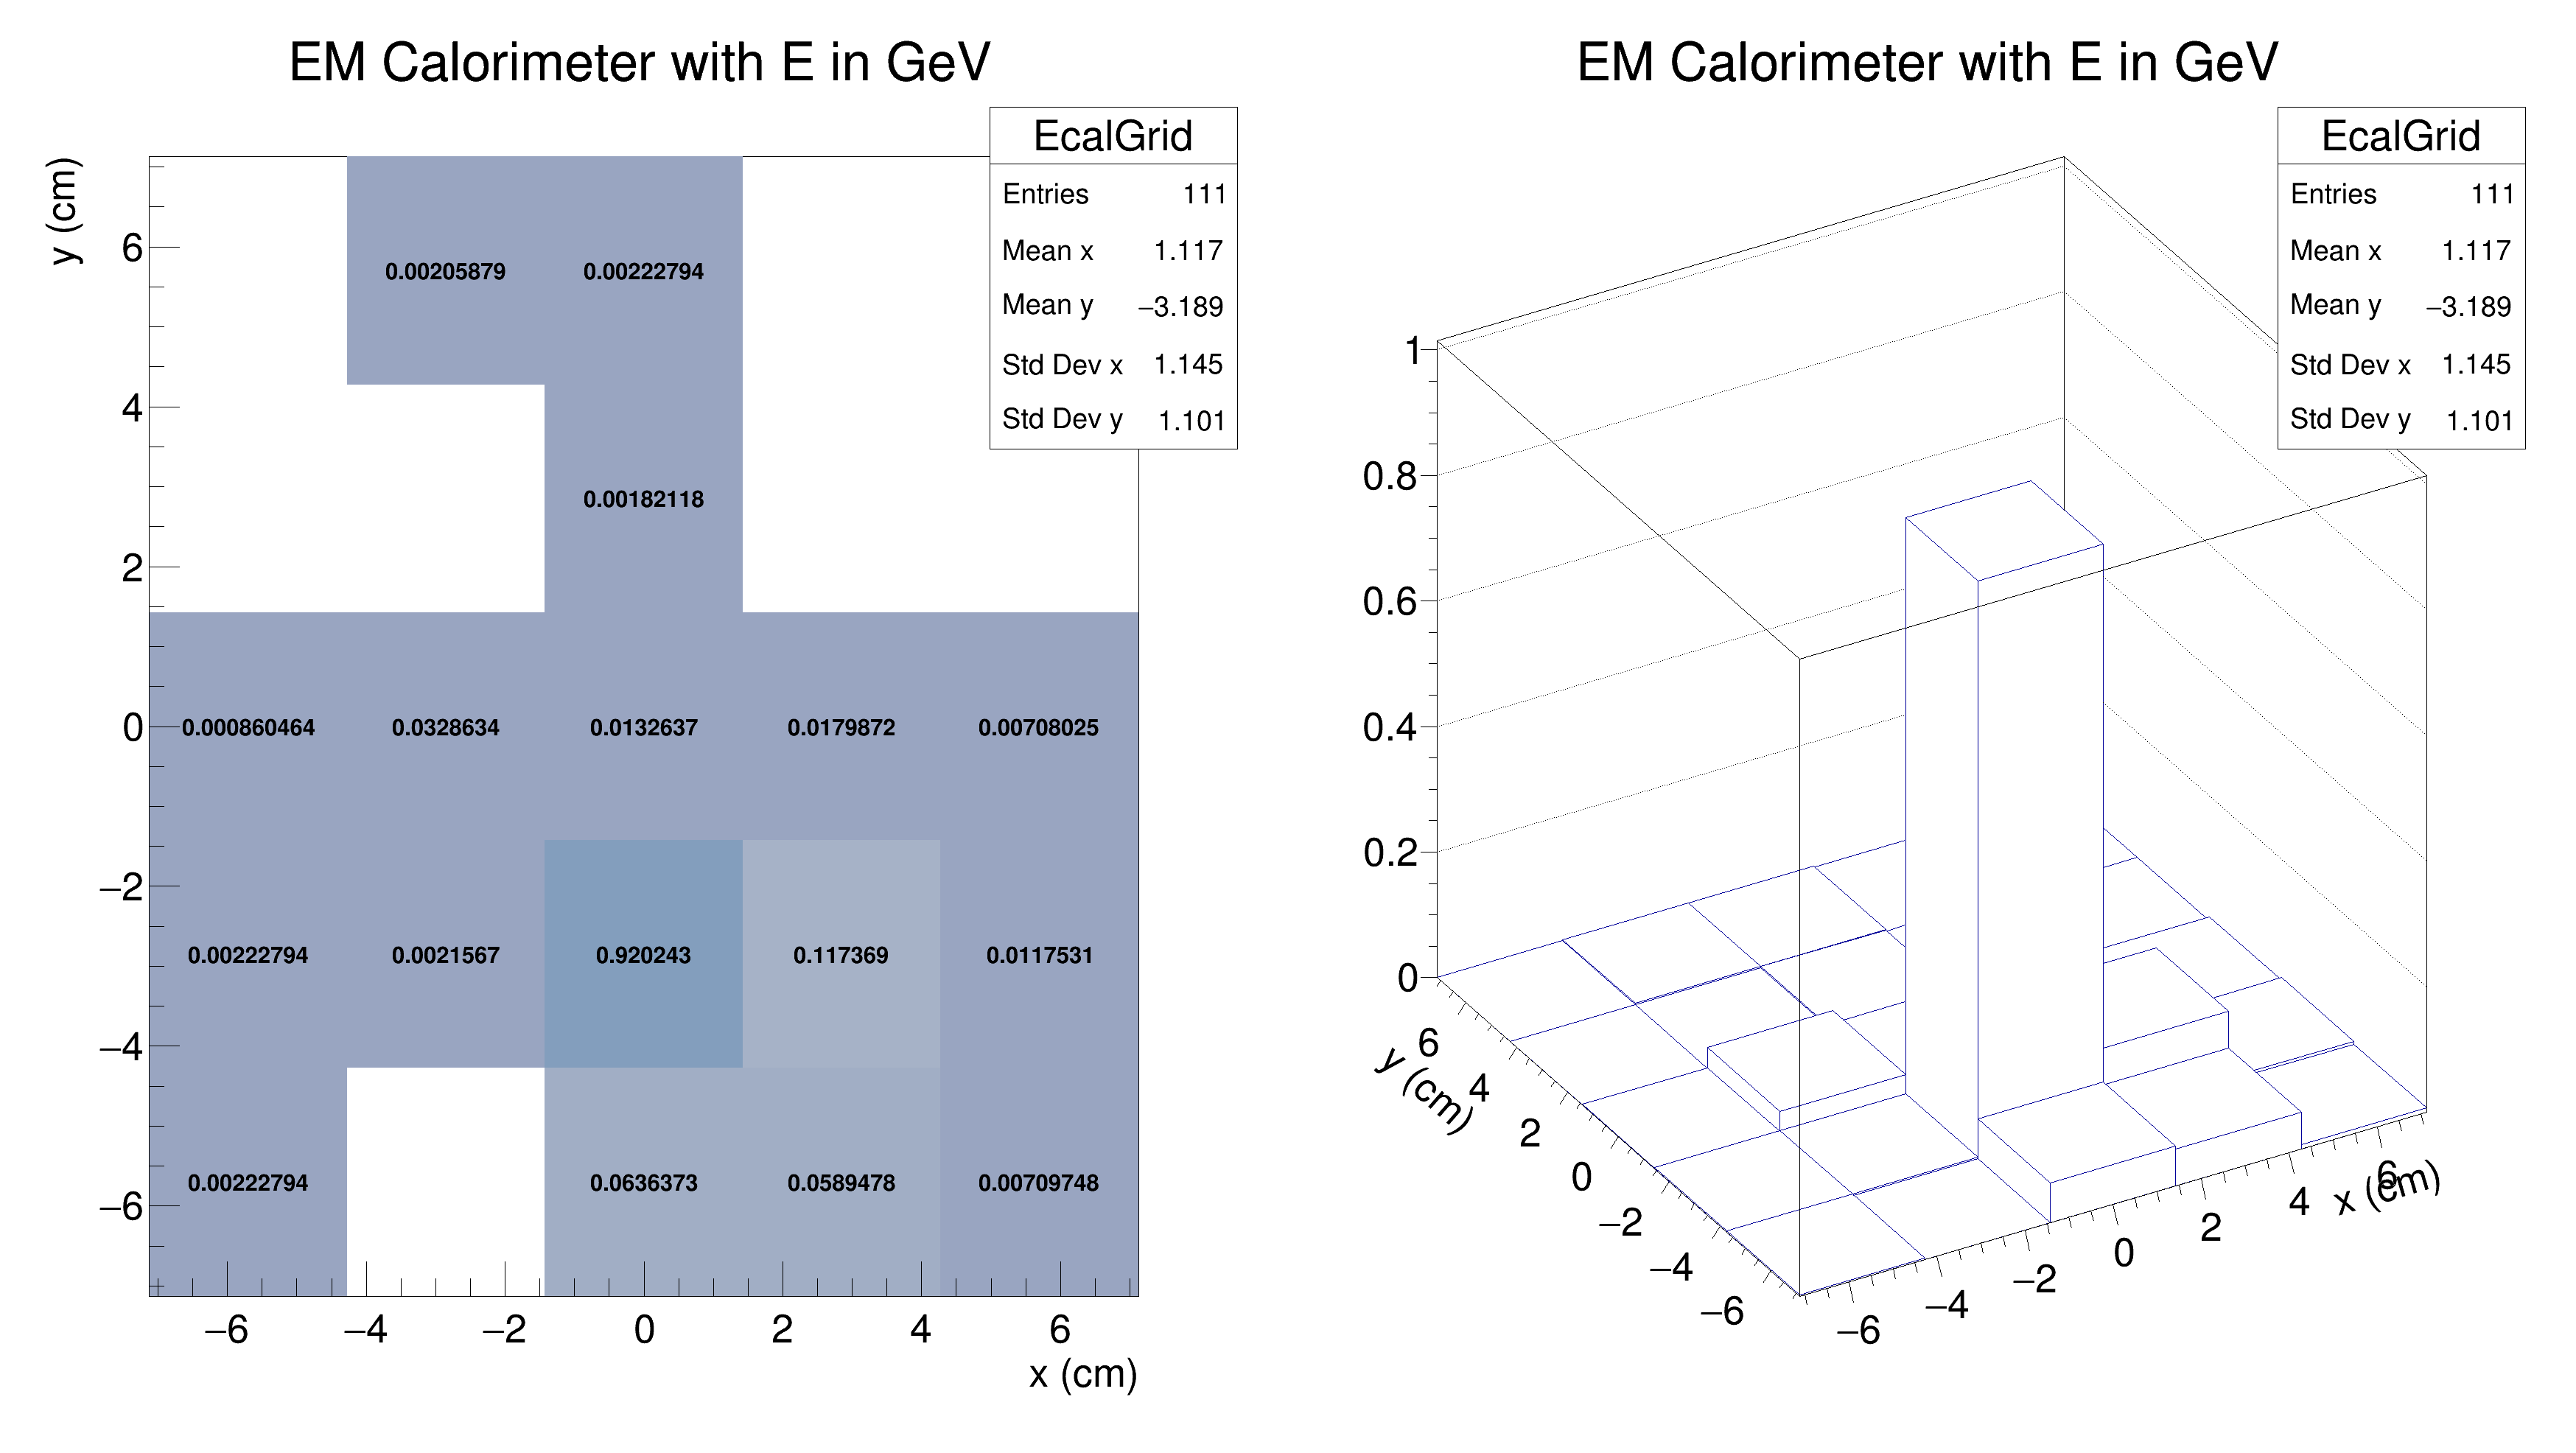 EM Calorimeter with E in GeV
EcalGrid
Entries 111
Mean x 1.117
Mean y −3.189
Std Dev x 1.145
Std Dev y 1.101
y (cm)
6
4
2
0
−2
−4
−6
0.00205879 0.00222794
0.00182118
0.000860464 0.0328634 0.0132637 0.0179872 0.00708025
0.00222794 0.0021567 0.920243 0.117369 0.0117531
0.00222794 0.0636373 0.0589478 0.00709748
−6 −4 −2 0 2 4 6
x (cm)
EM Calorimeter with E in GeV
EcalGrid
Entries 111
Mean x 1.117
Mean y −3.189
Std Dev x 1.145
Std Dev y 1.101
1
0.8
0.6
0.4
0.2
0
y (cm)
6
4
2
0
−2
−4
−6
−6
−4
−2
0
2
4
6
x (cm)